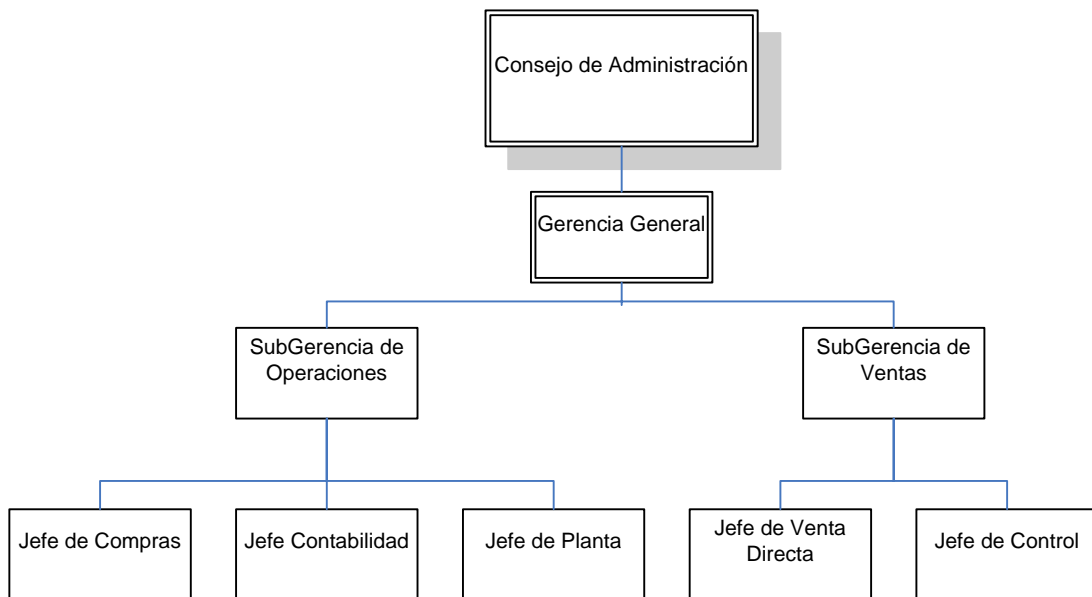 Consejo de Administración
Gerencia General
SubGerencia de
Operaciones
SubGerencia de
Ventas
Jefe de Compras
Jefe Contabilidad
Jefe de Planta
Jefe de Venta
Directa
Jefe de Control